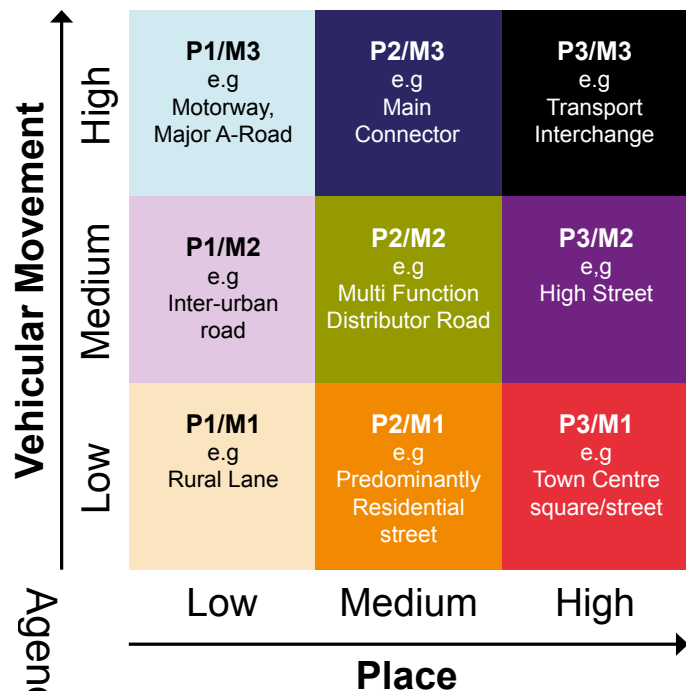 Vehicular Movement
High
P1/M3
e.g
Motorway,
Major A-Road
P2/M3
e.g
Main
Connector
P3/M3
e.g
Transport
Interchange
Medium
P1/M2
e.g
Inter-urban
road
P2/M2
e.g
Multi Function
Distributor Road
P3/M2
e,g
High Street
Low
P1/M1
e.g
Rural Lane
P2/M1
e.g
Predominantly
Residential
street
P3/M1
e.g
Town Centre
square/street
Low
Medium
High
Place